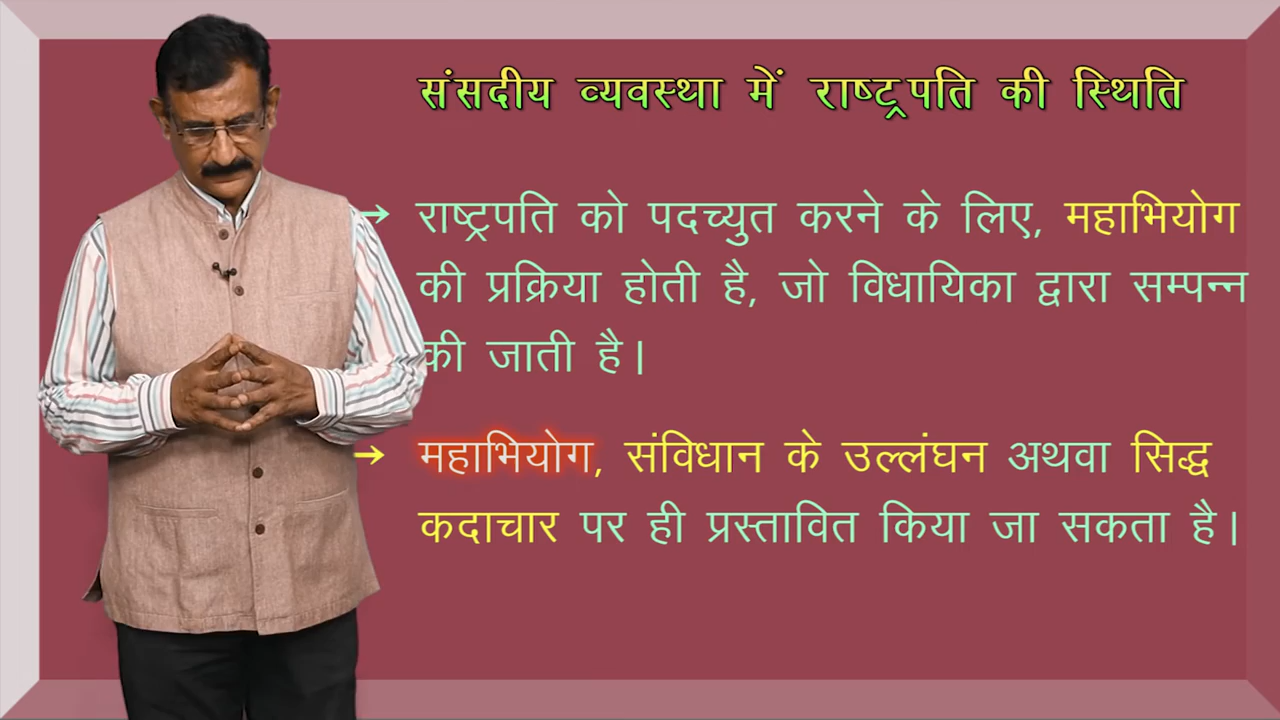 संसदीय व्यवस्था में राष्ट्रपति की स्थिति
→ राष्ट्रपति को पदच्युत करने के लिए, महाभियोग
की प्रक्रिया होती है, जो विधायिका द्वारा सम्पन्न
की जाती है।
→ महाभियोग, संविधान के उल्लंघन अथवा सिद्ध
कदाचार पर ही प्रस्तावित किया जा सकता है।